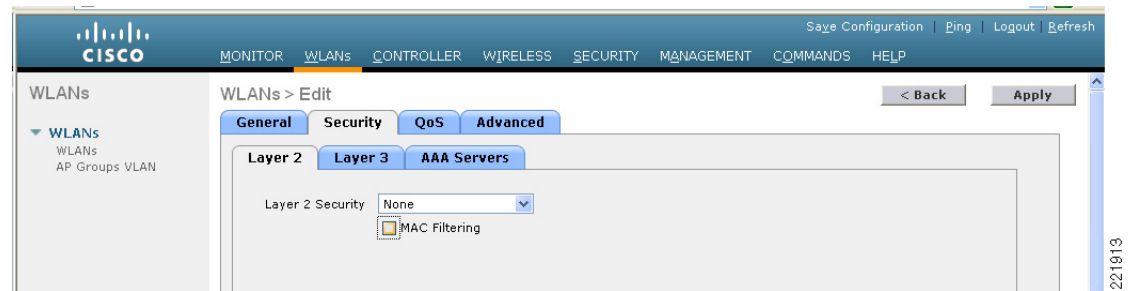 Save Configuration | Ping | Logout | Refresh
CISCO
MONITOR WLANs CONTROLLER WIRELESS SECURITY MANAGEMENT COMMANDS HELP
WLANs
WLANs
WLANs
AP Groups VLAN
WLANs > Edit
< Back Apply
General Security QoS Advanced
Layer 2 Layer 3 AAA Servers
Layer 2 Security None
MAC Filtering
221913